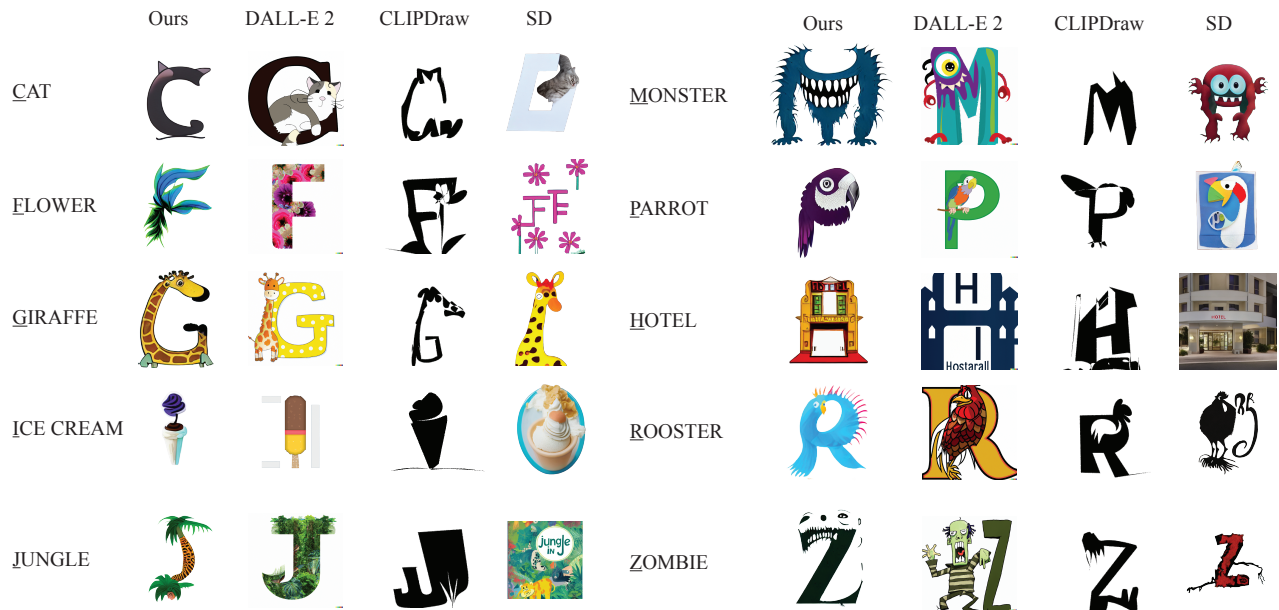 Ours DALL-E 2 CLIPDraw SD
CAT
FLOWER
GIRAFFE
ICE CREAM
JUNGLE
jungle
IN
Ours DALL-E 2 CLIPDraw SD
MONSTER
PARROT
HOTEL
H
Hostarall
HOTEL
ROOSTER
ZOMBIE